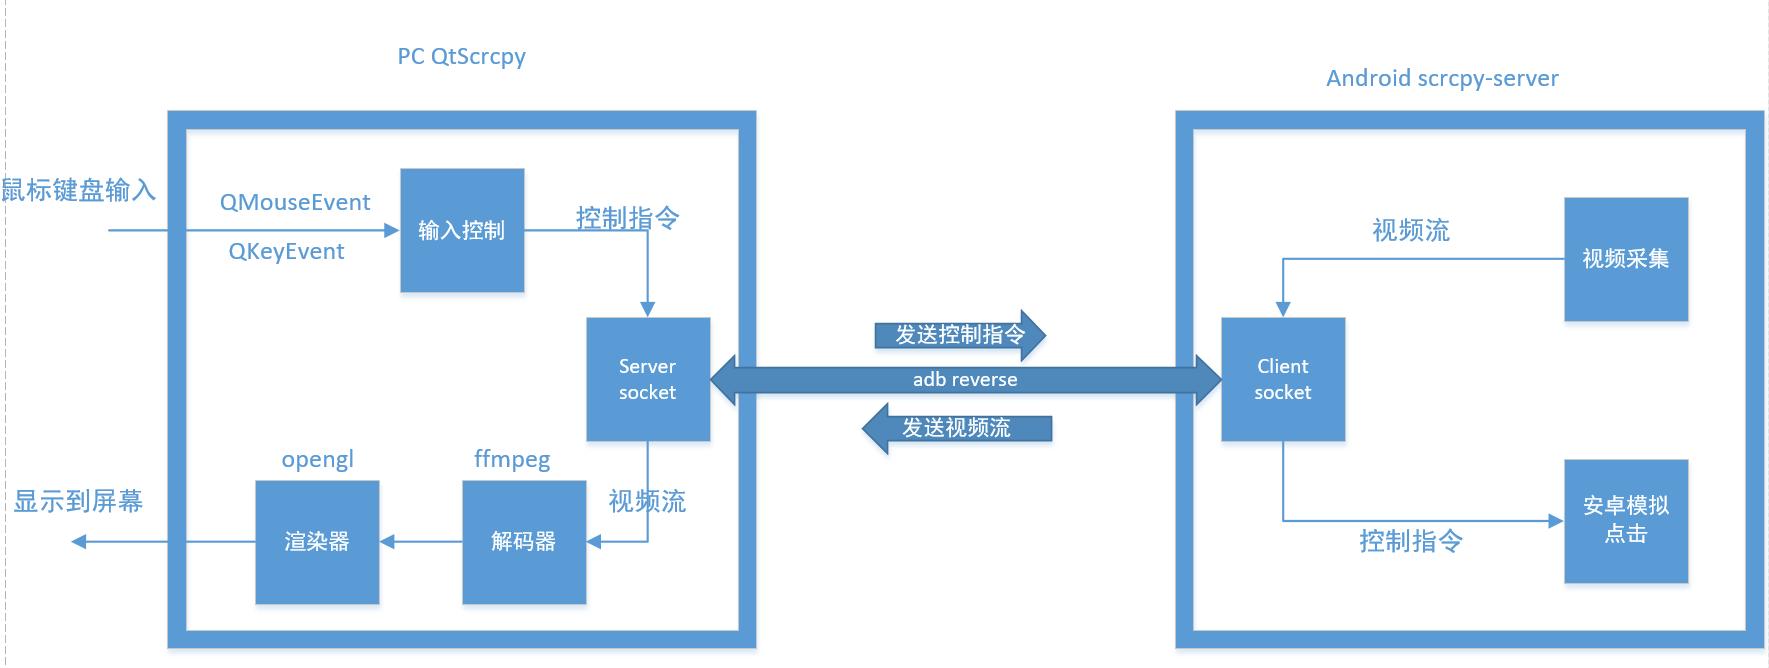 PC QtScrcpy
Android scrcpy-server
鼠标键盘输入
QMouseEvent
QKeyEvent
输入控制
控制指令
视频流
视频采集
发送控制指令
Server
socket
adb reverse
Client
socket
发送视频流
opengl
ffmpeg
显示到屏幕
渲染器
解码器
视频流
控制指令
安卓模拟
点击